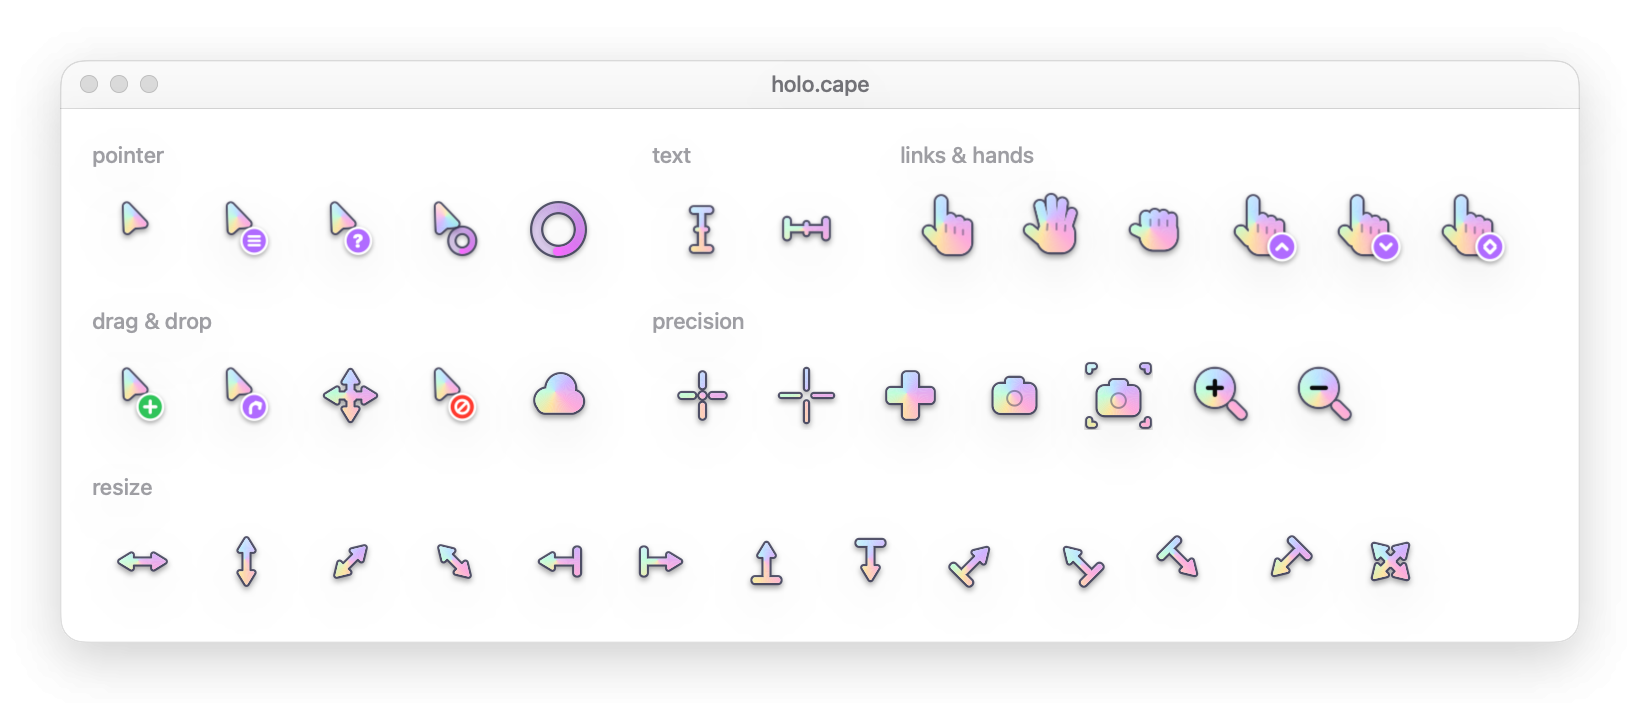 holo.cape
pointer
text
links & hands
drag & drop
precision
resize